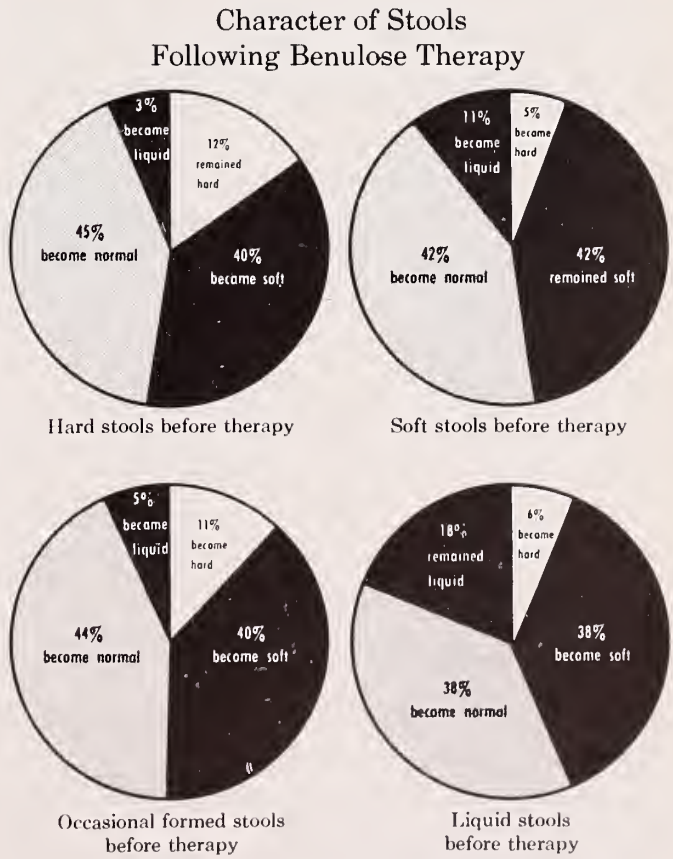 Character of Stools
Following Benulose Therapy
3%
became
liquid
12%
remained
hard
45%
become normal
40%
became soft
Hard stools before therapy
11%
became
liquid
5%
became
hard
42%
become normal
42%
remained soft
Soft stools before therapy
5%
became
liquid
11%
become
hard
44%
become normal
40%
became soft
Occasional formed stools
before therapy
18%
remained
liquid
6%
became
hard
38%
become soft
38%
became normal
Liquid stools
before therapy